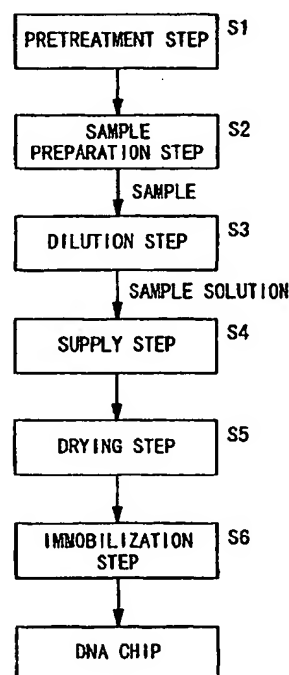 PRETREATMENT STEP S1
SAMPLE S2
PREPARATION STEP
SAMPLE
DILUTION STEP S3
SAMPLE SOLUTION
SUPPLY STEP S4
DRYING STEP S5
IMMOBILIZATION S6
STEP
DNA CHIP